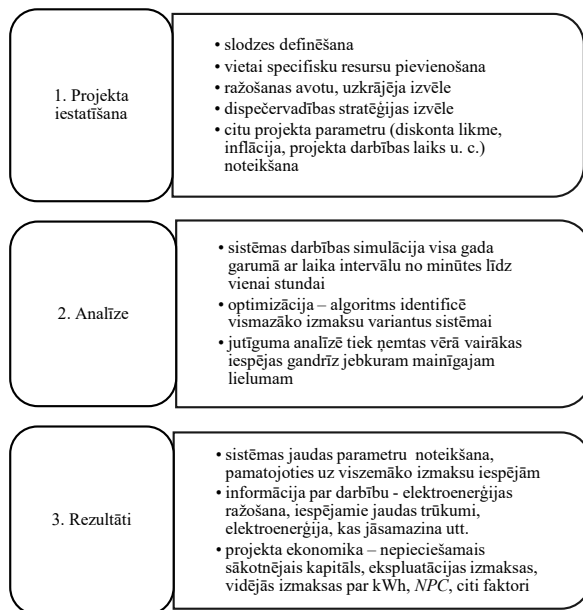 1. Projekta
iestatīšana
• slodzes definēšana
• vietai specifisku resursu pievienošana
• ražošanas avotu, uzkrājēja izvēle
• dispečervadības stratēģijas izvēle
• citu projekta parametru (diskonta likme,
inflācija, projekta darbības laiks u. c.)
noteikšana
2. Analīze
• sistēmas darbības simulācija visa gada
garumā ar laika intervālu no minūtes līdz
vienai stundai
• optimizācija – algoritms identificē
vismazāko izmaksu variantus sistēmai
• jutīguma analīzē tiek ņemtas vērā vairākas
iespējas gandrīz jebkuram mainīgajam
lielumam
3. Rezultāti
• sistēmas jaudas parametru noteikšana,
pamatojoties uz viszemāko izmaksu iespējām
• informācija par darbību - elektroenerģijas
ražošana, iespējamie jaudas trūkumi,
elektroenerģija, kas jāsamazina utt.
• projekta ekonomika – nepieciešamais
sākotnējais kapitāls, ekspluatācijas izmaksas,
vidējās izmaksas par kWh, NPC, citi faktori